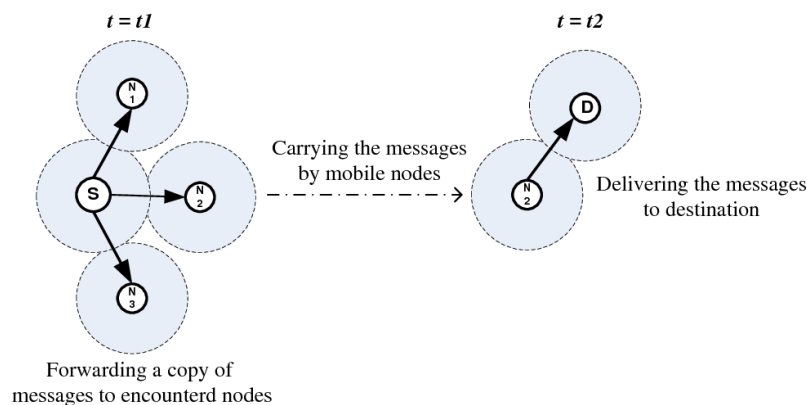 t = t1
t = t2
N
1
D
Carrying the messages
by mobile nodes
S
N
2
N
2
Delivering the messages
to destination
N
3
Forwarding a copy of
messages to encounterd nodes